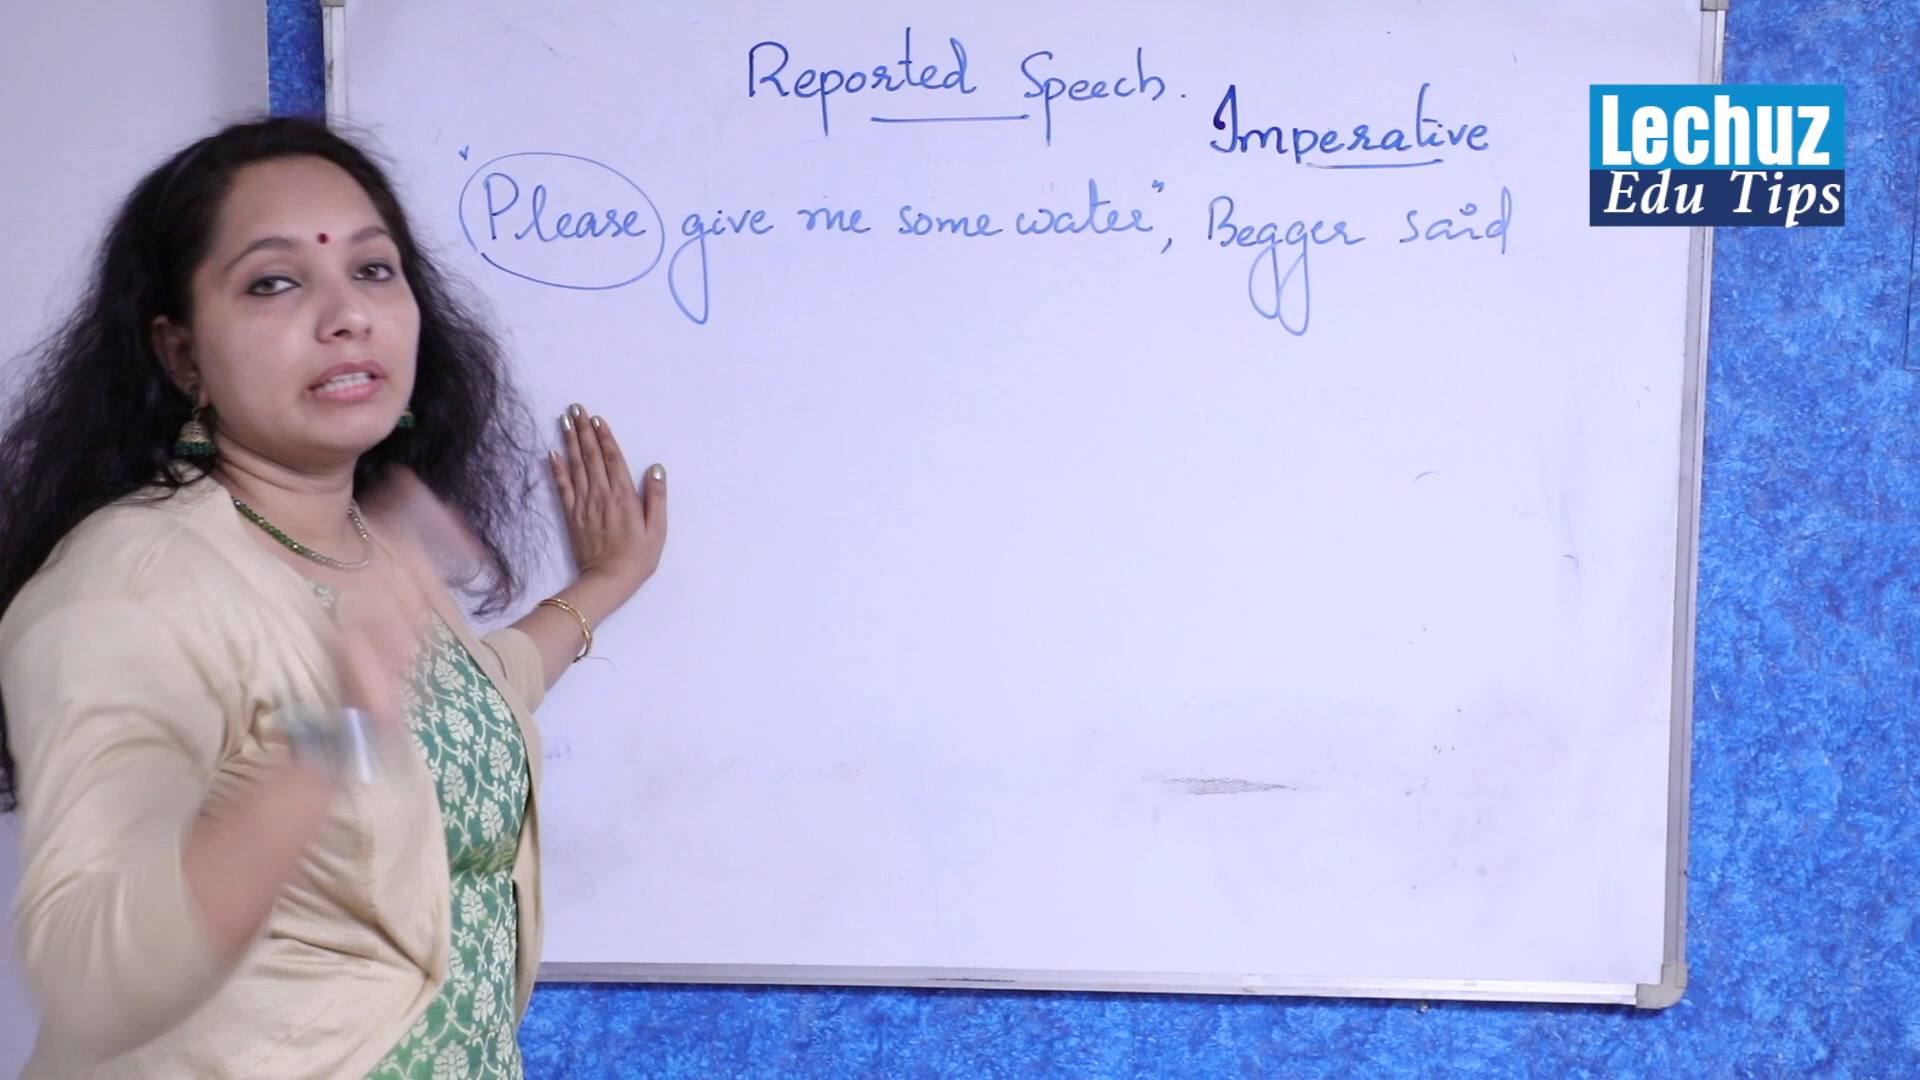 Reported Speech.
Imperative
"Please give me some water", Begger said
Lechuz
Edu Tips